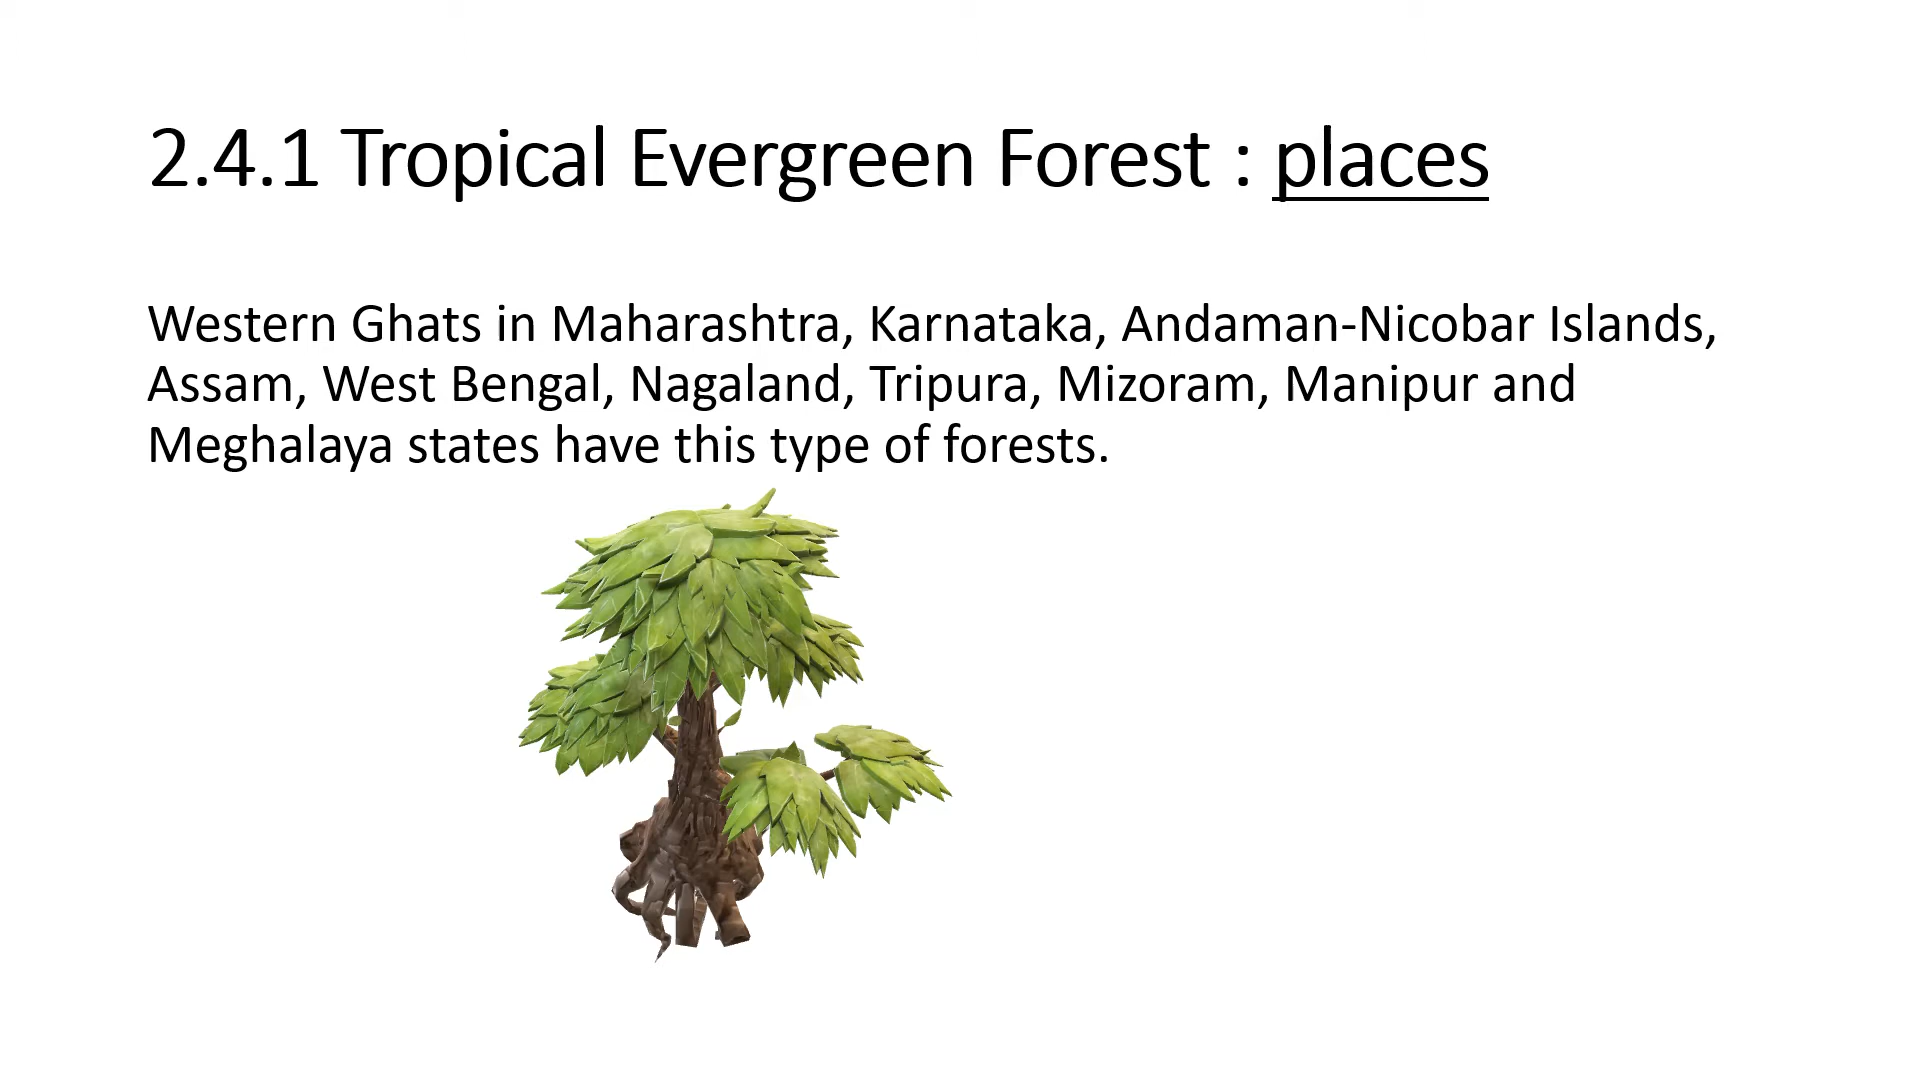 2.4.1 Tropical Evergreen Forest : places
Western Ghats in Maharashtra, Karnataka, Andaman-Nicobar Islands,
Assam, West Bengal, Nagaland, Tripura, Mizoram, Manipur and
Meghalaya states have this type of forests.